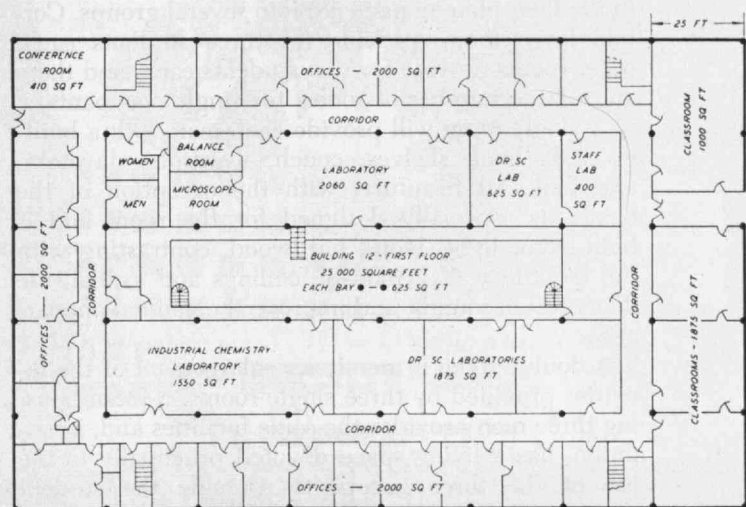 25 FT
CONFERENCE
ROOM
410 SQ FT
OFFICES — 2000 SQ FT
CORRIDOR
CLASSROOM
1000 SQ FT
WOMEN
MEN
BALANCE
ROOM
MICROSCOPE
ROOM
LABORATORY
2060 SQ FT
DR SC
LAB
825 SQ FT
STAFF
LAB
400
SQ FT
OFFICES — 2000 SQ FT
CORRIDOR
BUILDING 12 - FIRST FLOOR
25 000 SQUARE FEET
EACH BAY 625 SQ FT
CORRIDOR
CLASSROOMS - 1875 SQ FT
INDUSTRIAL CHEMISTRY
LABORATORY
1550 SQ FT
DR SC LABORATORIES
1875 SQ FT
CORRIDOR
OFFICES — 2000 SQ FT